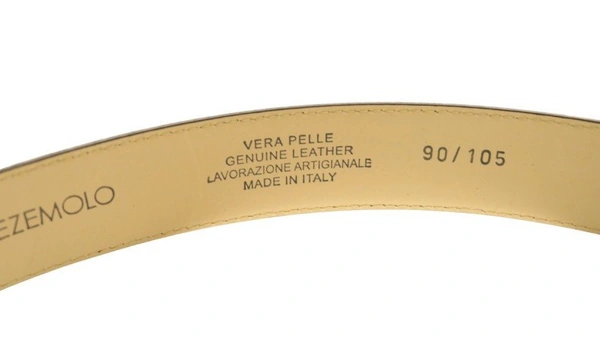 EZEMOLO
VERA PELLE
GENUINE LEATHER
LAVORAZIONE ARTIGIANALE
MADE IN ITALY
90/105